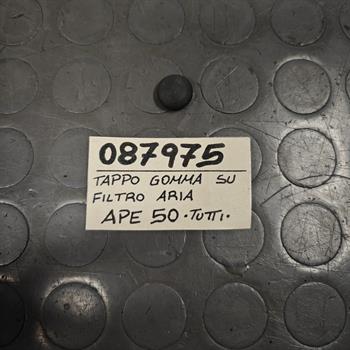 087975
TAPPO GOMMA SU
FILTRO ARIA
APE 50 • TUTTI •